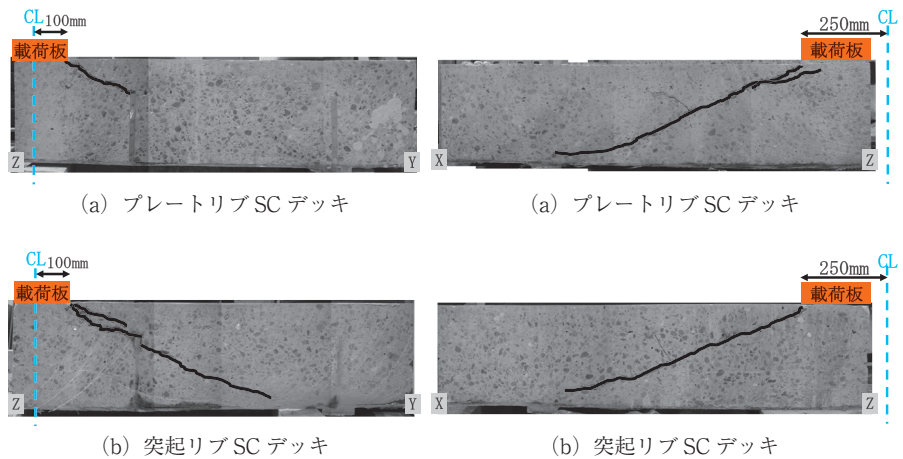 CL
100mm
載荷板
Z
Y
(a) プレートリブ SC デッキ
250mm
CL
載荷板
X
Z
(a) プレートリブ SC デッキ
CL
100mm
載荷板
Z
Y
(b) 突起リブ SC デッキ
250mm
CL
載荷板
X
Z
(b) 突起リブ SC デッキ